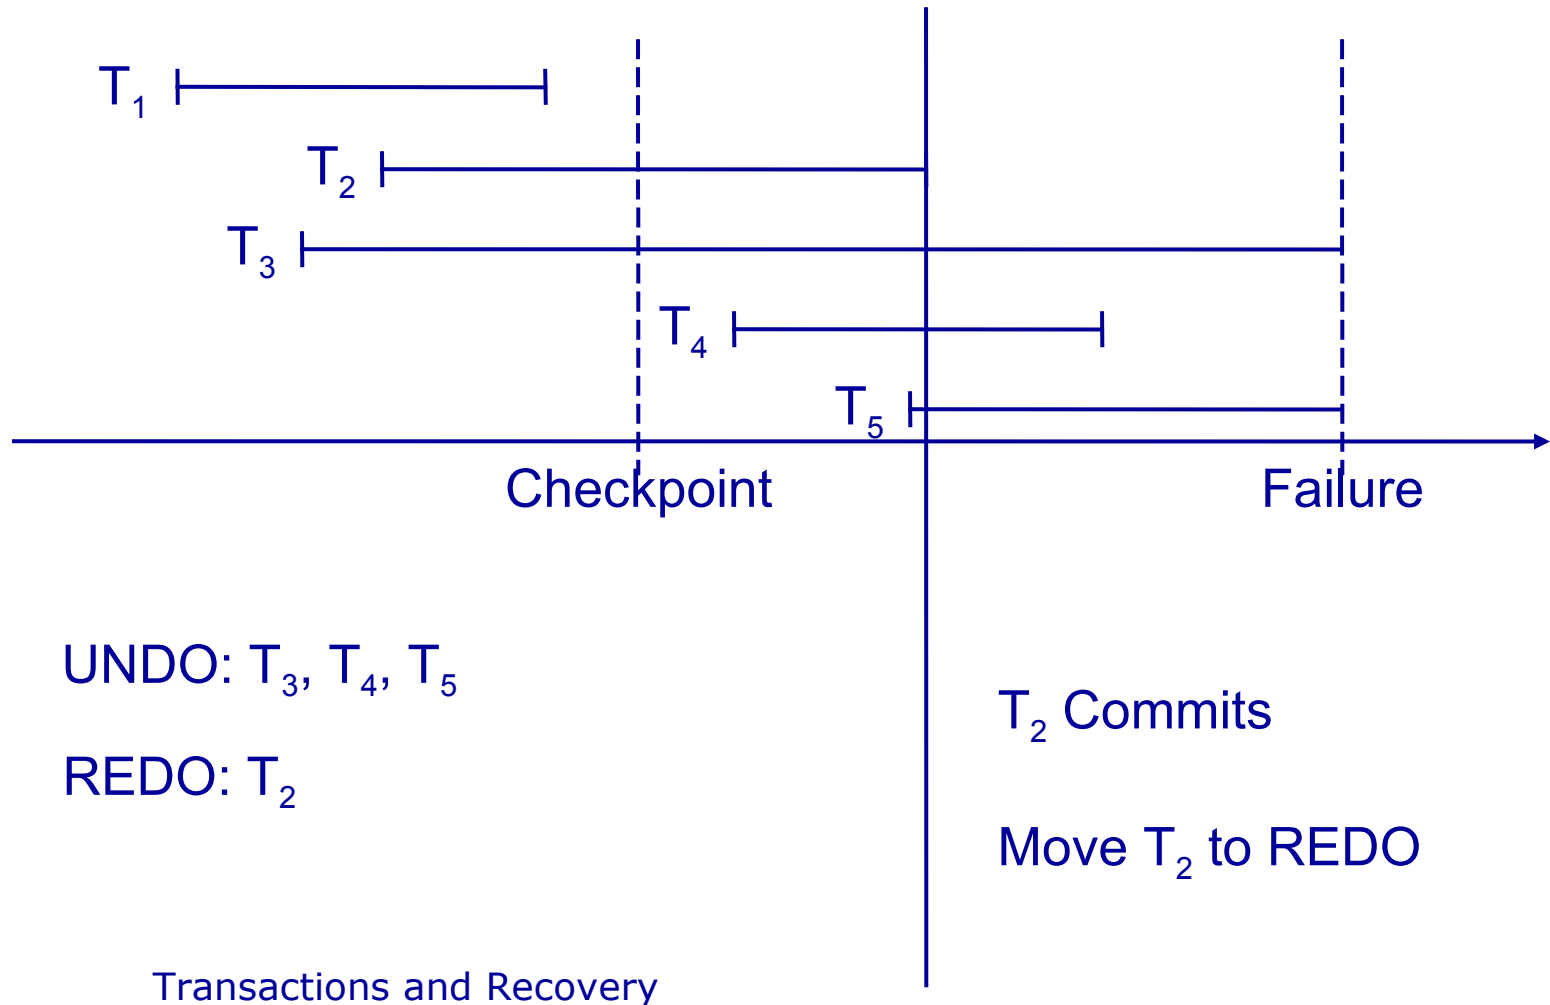 T₁
T₂
T₃
T₄
T₅
Checkpoint
Failure
UNDO: T₃, T₄, T₅
REDO: T₂
T₂ Commits
Move T₂ to REDO
Transactions and Recovery